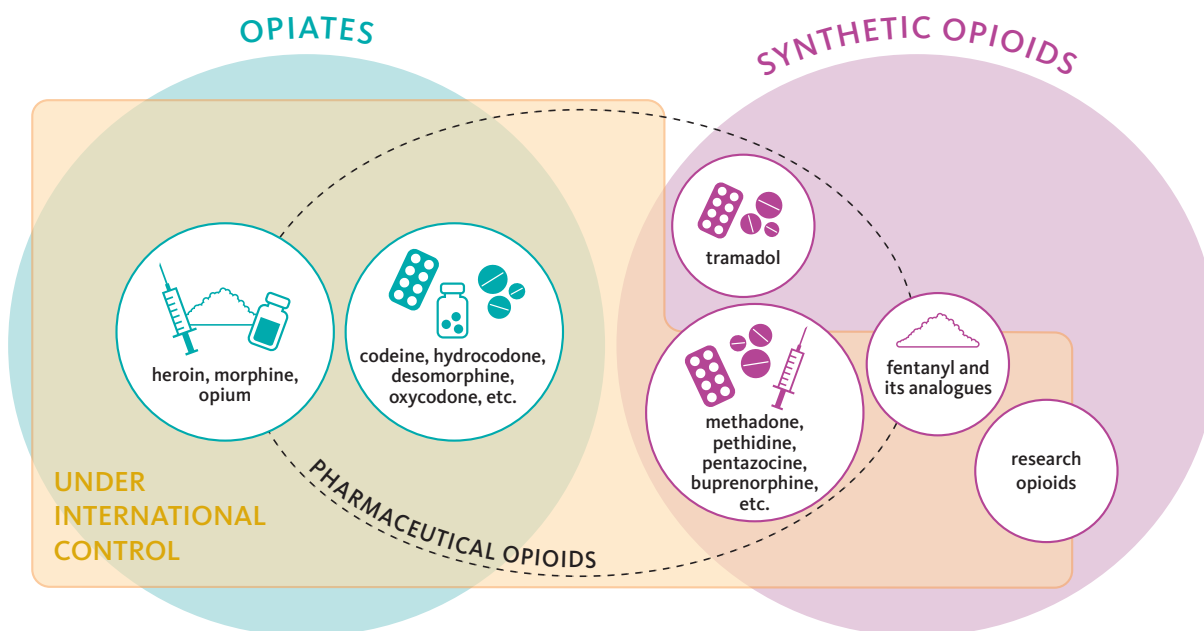 OPIATES
SYNTHETIC OPIOIDS
tramadol
heroin, morphine,
opium
codeine, hydrocodone,
desomorphine,
oxycodone, etc.
fentanyl and
its analogues
methadone,
pethidine,
pentazocine,
buprenorphine,
etc.
research
opioids
UNDER
INTERNATIONAL
CONTROL
PHARMACEUTICAL OPIOIDS